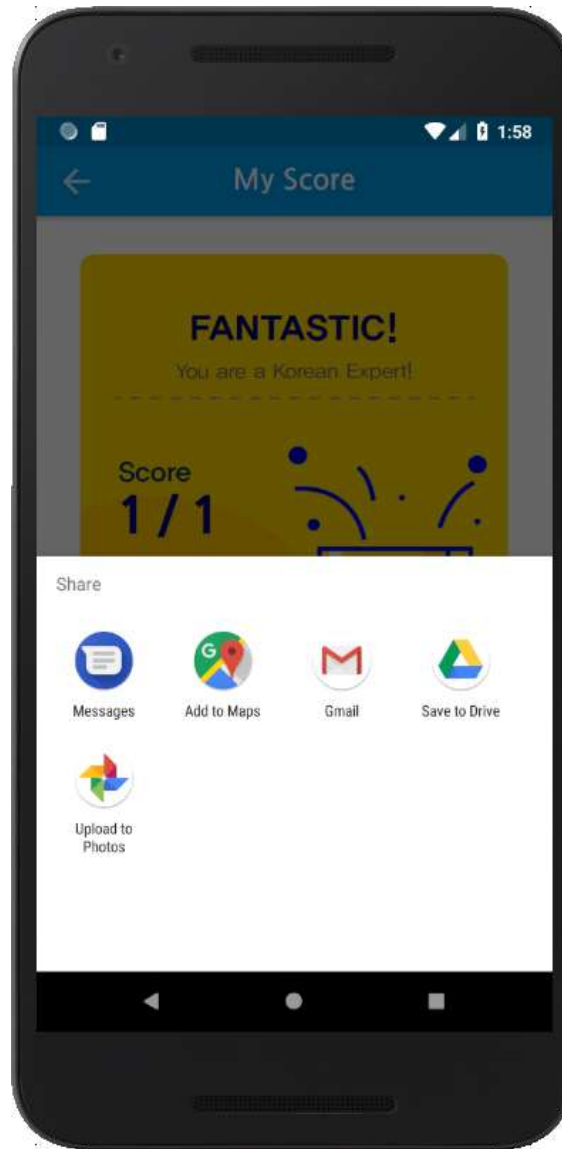 1:58
My Score
FANTASTIC!
You are a Korean Expert!
Score
1 / 1
Share
Messages
Add to Maps
Gmail
Save to Drive
Upload to
Photos